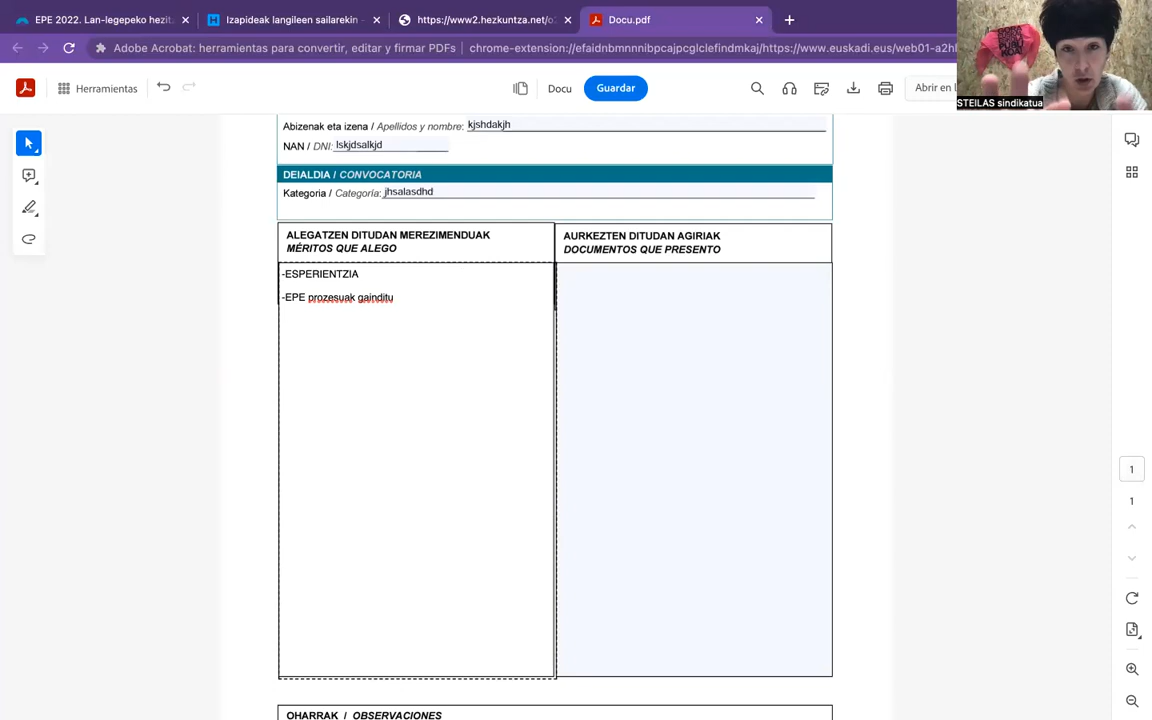 EPE 2022. Lan-legepeko hezit
Izapideak langileen sailarekin -
https://www2.hezkuntza.net/o
Docu.pdf
Adobe Acrobat: herramientas para convertir, editar y firmar PDFs
chrome-extension://efaidnbmnnnibpcajpcglclefindmkaj/https://www.euskadi.eus/web01-a2hl
Herramientas
Docu
Guardar
Abrir en l
STEILAS sindikatua
Abizenak eta izena / Apellidos y nombre: kjshdakjh
NAN / DNI: lskjdsalkjd
DEIALDIA / CONVOCATORIA
Kategoria / Categoría: jhsalasdhd
ALEGATZEN DITUDAN MEREZIMENDUAK
MÉRITOS QUE ALEGO
AURKEZTEN DITUDAN AGIRIAK
DOCUMENTOS QUE PRESENTO
-ESPERIENTZIA
-EPE prozesuak gainditu
1
1
OHARRAK / OBSERVACIONES